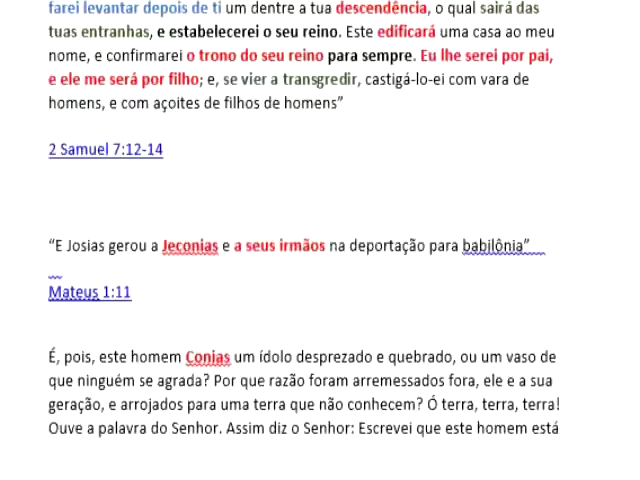 farei levantar depois de ti um dentre a tua descendência, o qual sairá das
tuas entranhas, e estabelecerei o seu reino. Este edificará uma casa ao meu
nome, e confirmarei o trono do seu reino para sempre. Eu lhe serei por pai,
e ele me será por filho; e, se vier a transgredir, castigá-lo-ei com vara de
homens, e com açoites de filhos de homens”
2 Samuel 7:12-14
“E Josias gerou a Jeconias e a seus irmãos na deportação para babilônia”
Mateus 1:11
É, pois, este homem Conias um ídolo desprezado e quebrado, ou um vaso de
que ninguém se agrada? Por que razão foram arremessados fora, ele e a sua
geração, e arrojados para uma terra que não conhecem? Ó terra, terra, terra!
Ouve a palavra do Senhor. Assim diz o Senhor: Escrevei que este homem está